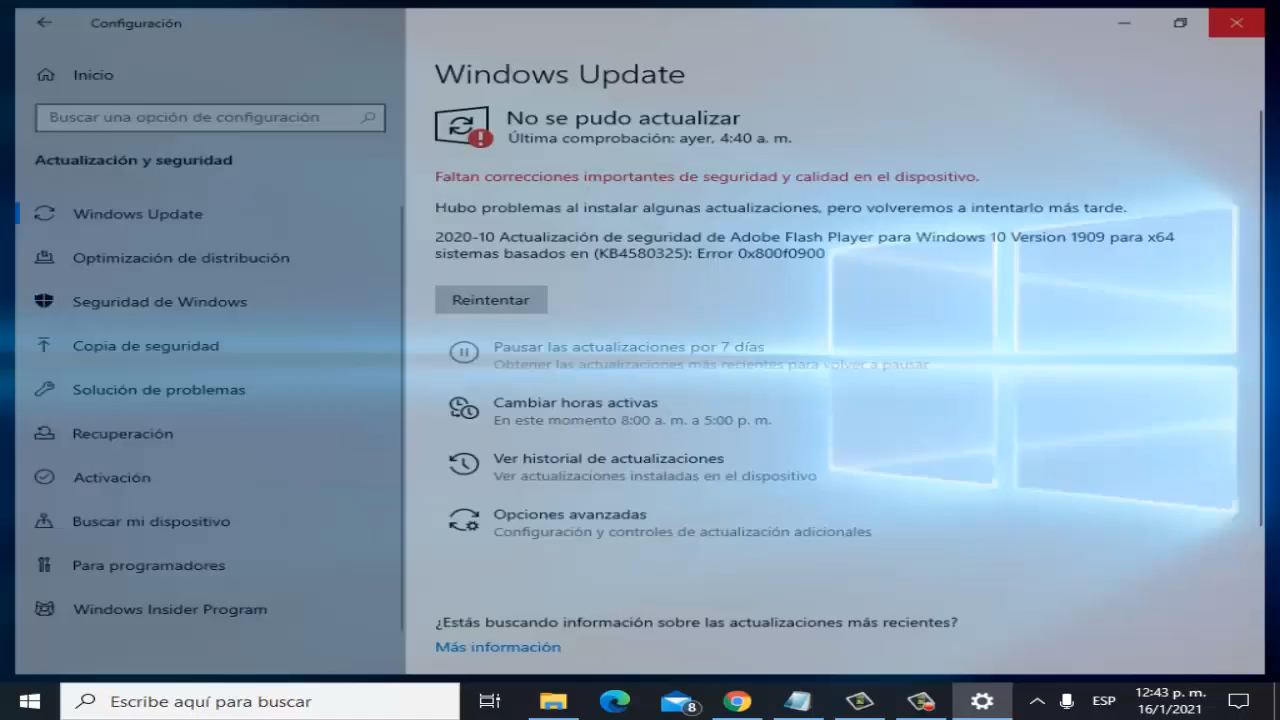 Configuración
Inicio
Buscar una opción de configuración
Actualización y seguridad
Windows Update
Optimización de distribución
Seguridad de Windows
Copia de seguridad
Solución de problemas
Recuperación
Activación
Buscar mi dispositivo
Para programadores
Windows Insider Program
Windows Update
No se pudo actualizar
Última comprobación: ayer, 4:40 a. m.
Faltan correcciones importantes de seguridad y calidad en el dispositivo.
Hubo problemas al instalar algunas actualizaciones, pero volveremos a intentarlo más tarde.
2020-10 Actualización de seguridad de Adobe Flash Player para Windows 10 Version 1909 para x64
sistemas basados en (KB4580325): Error 0x800f0900
Reintentar
Pausar las actualizaciones por 7 días
Obtener las actualizaciones más recientes para volver a pausar
Cambiar horas activas
En este momento 8:00 a. m. a 5:00 p. m.
Ver historial de actualizaciones
Ver actualizaciones instaladas en el dispositivo
Opciones avanzadas
Configuración y controles de actualización adicionales
¿Estás buscando información sobre las actualizaciones más recientes?
Más información
Escribe aquí para buscar
8
ESP
12:43 p. m.
16/1/2021